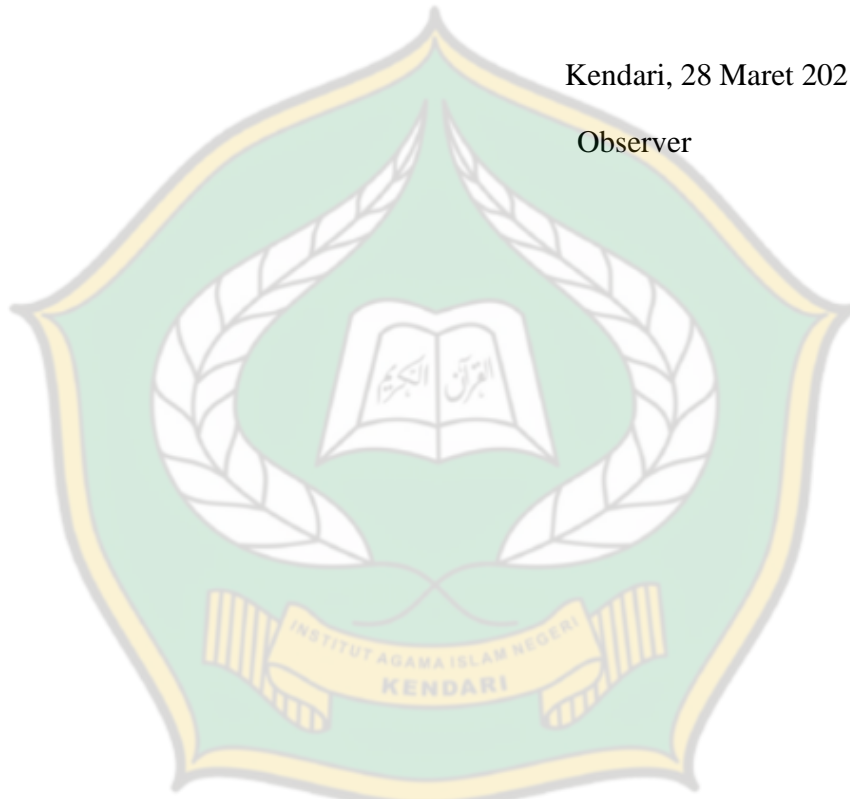 Kendari, 28 Maret 202
Observer
القرآن الكريم
INSTITUT AGAMA ISLAM NEGERI
KENDARI